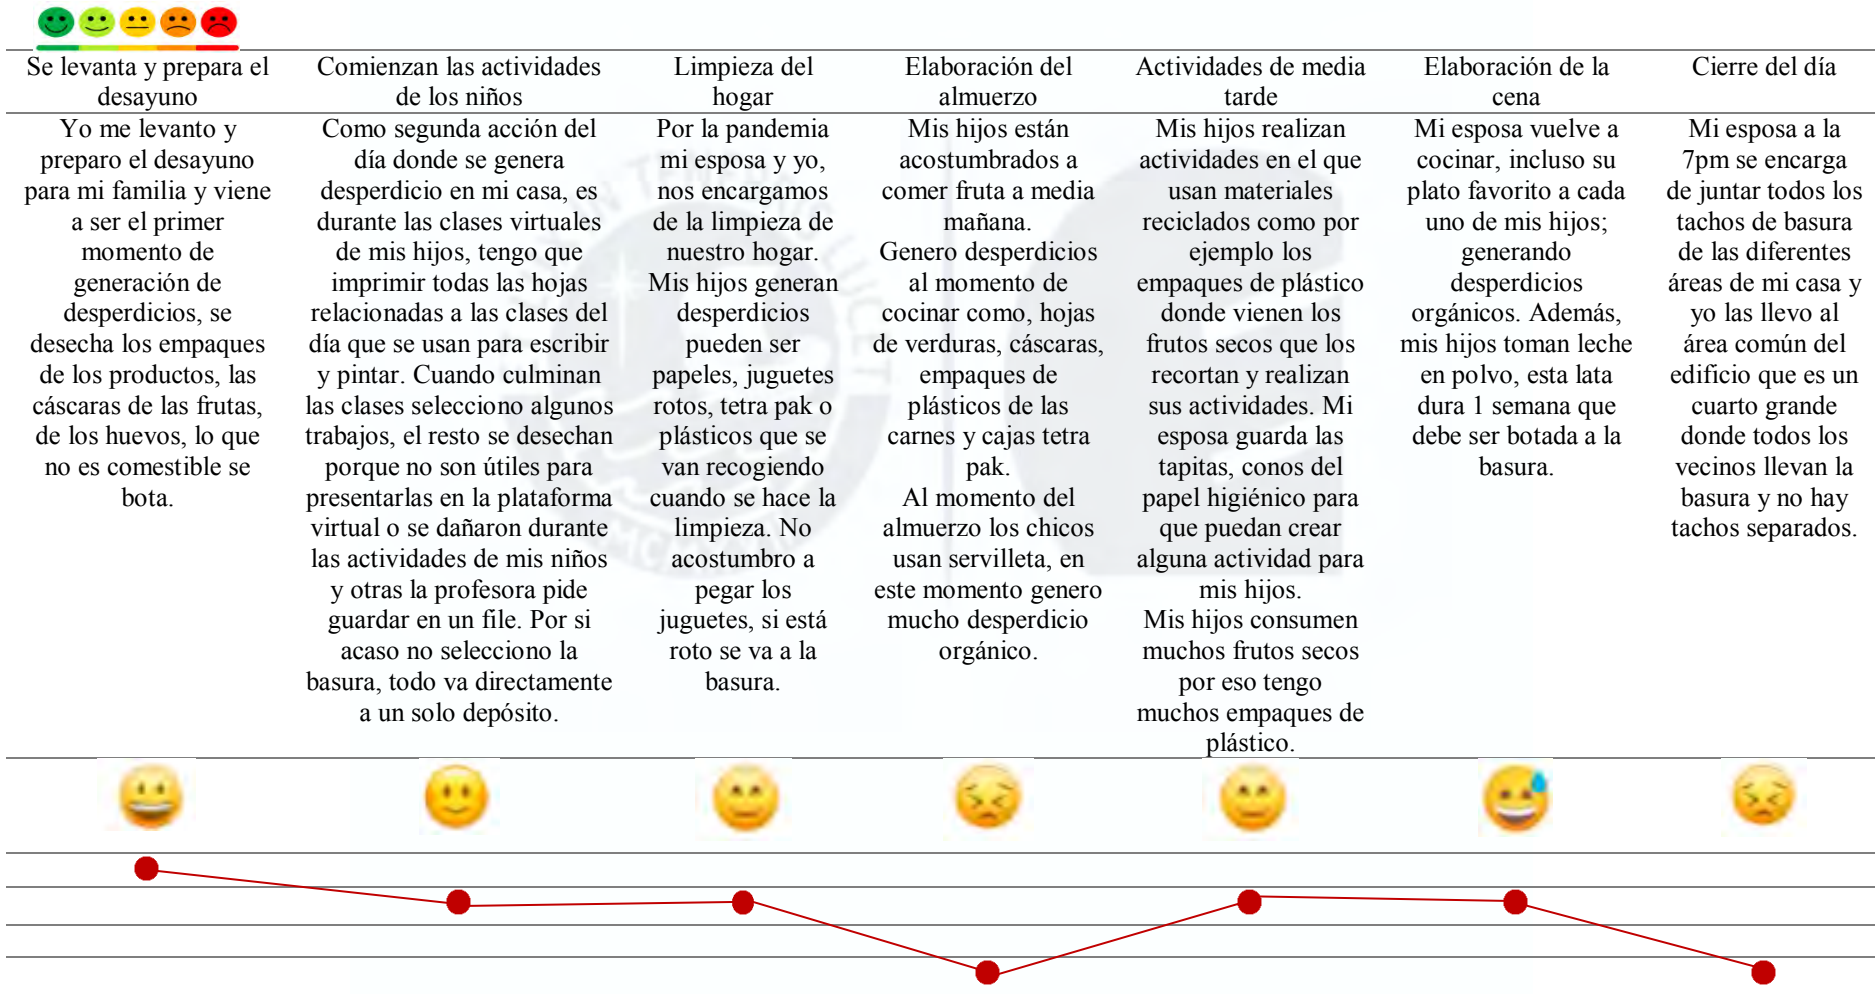 Se levanta y prepara el
desayuno
Comienzan las actividades
de los niños
Limpieza del
hogar
Elaboración del
almuerzo
Actividades de media
tarde
Elaboración de la
cena
Cierre del día
Yo me levanto y
preparo el desayuno
para mi familia y viene
a ser el primer
momento de
generación de
desperdicios, se
desecha los empaques
de los productos, las
cáscaras de las frutas,
de los huevos, lo que
no es comestible se
bota.
Como segunda acción del
día donde se genera
desperdicio en mi casa, es
durante las clases virtuales
de mis hijos, tengo que
imprimir todas las hojas
relacionadas a las clases del
día que se usan para escribir
y pintar. Cuando culminan
las clases selecciono algunos
trabajos, el resto se desechan
porque no son útiles para
presentarlas en la plataforma
virtual o se dañaron durante
las actividades de mis niños
y otras la profesora pide
guardar en un file. Por si
acaso no selecciono la
basura, todo va directamente
a un solo depósito.
Por la pandemia
mi esposa y yo,
nos encargamos
de la limpieza de
nuestro hogar.
Mis hijos generan
desperdicios
pueden ser
papeles, juguetes
rotos, tetra pak o
plásticos que se
van recogiendo
cuando se hace la
limpieza. No
acostumbro a
pegar los
juguetes, si está
roto se va a la
basura.
Mis hijos están
acostumbrados a
comer fruta a media
mañana.
Genero desperdicios
al momento de
cocinar como, hojas
de verduras, cáscaras,
empaques de
plásticos de las
carnes y cajas tetra
pak.
Al momento del
almuerzo los chicos
usan servilleta, en
este momento genero
mucho desperdicio
orgánico.
Mis hijos realizan
actividades en el que
usan materiales
reciclados como por
ejemplo los
empaques de plástico
donde vienen los
frutos secos que los
recortan y realizan
sus actividades. Mi
esposa guarda las
tapitas, conos del
papel higiénico para
que puedan crear
alguna actividad para
mis hijos.
Mis hijos consumen
muchos frutos secos
por eso tengo
muchos empaques de
plástico.
Mi esposa vuelve a
cocinar, incluso su
plato favorito a cada
uno de mis hijos;
generando
desperdicios
orgánicos. Además,
mis hijos toman leche
en polvo, esta lata
dura 1 semana que
debe ser botada a la
basura.
Mi esposa a la
7pm se encarga
de juntar todos los
tachos de basura
de las diferentes
áreas de mi casa y
yo las llevo al
área común del
edificio que es un
cuarto grande
donde todos los
vecinos llevan la
basura y no hay
tachos separados.